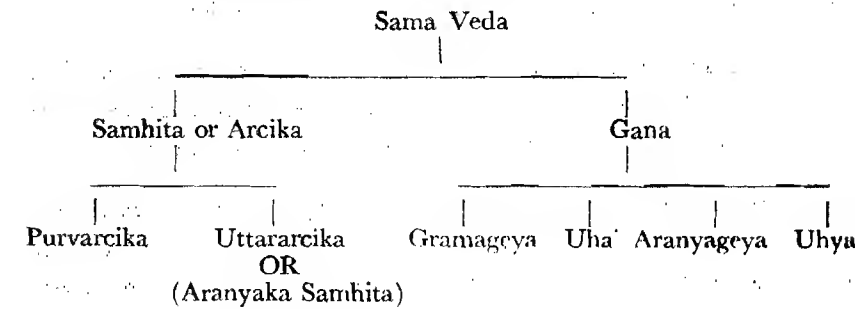 Sama Veda
Samhita or Arcika Gana
Purvarcika Uttararcika Gramageya Uha Aranyageya Uhya
OR
(Aranyaka Samhita)